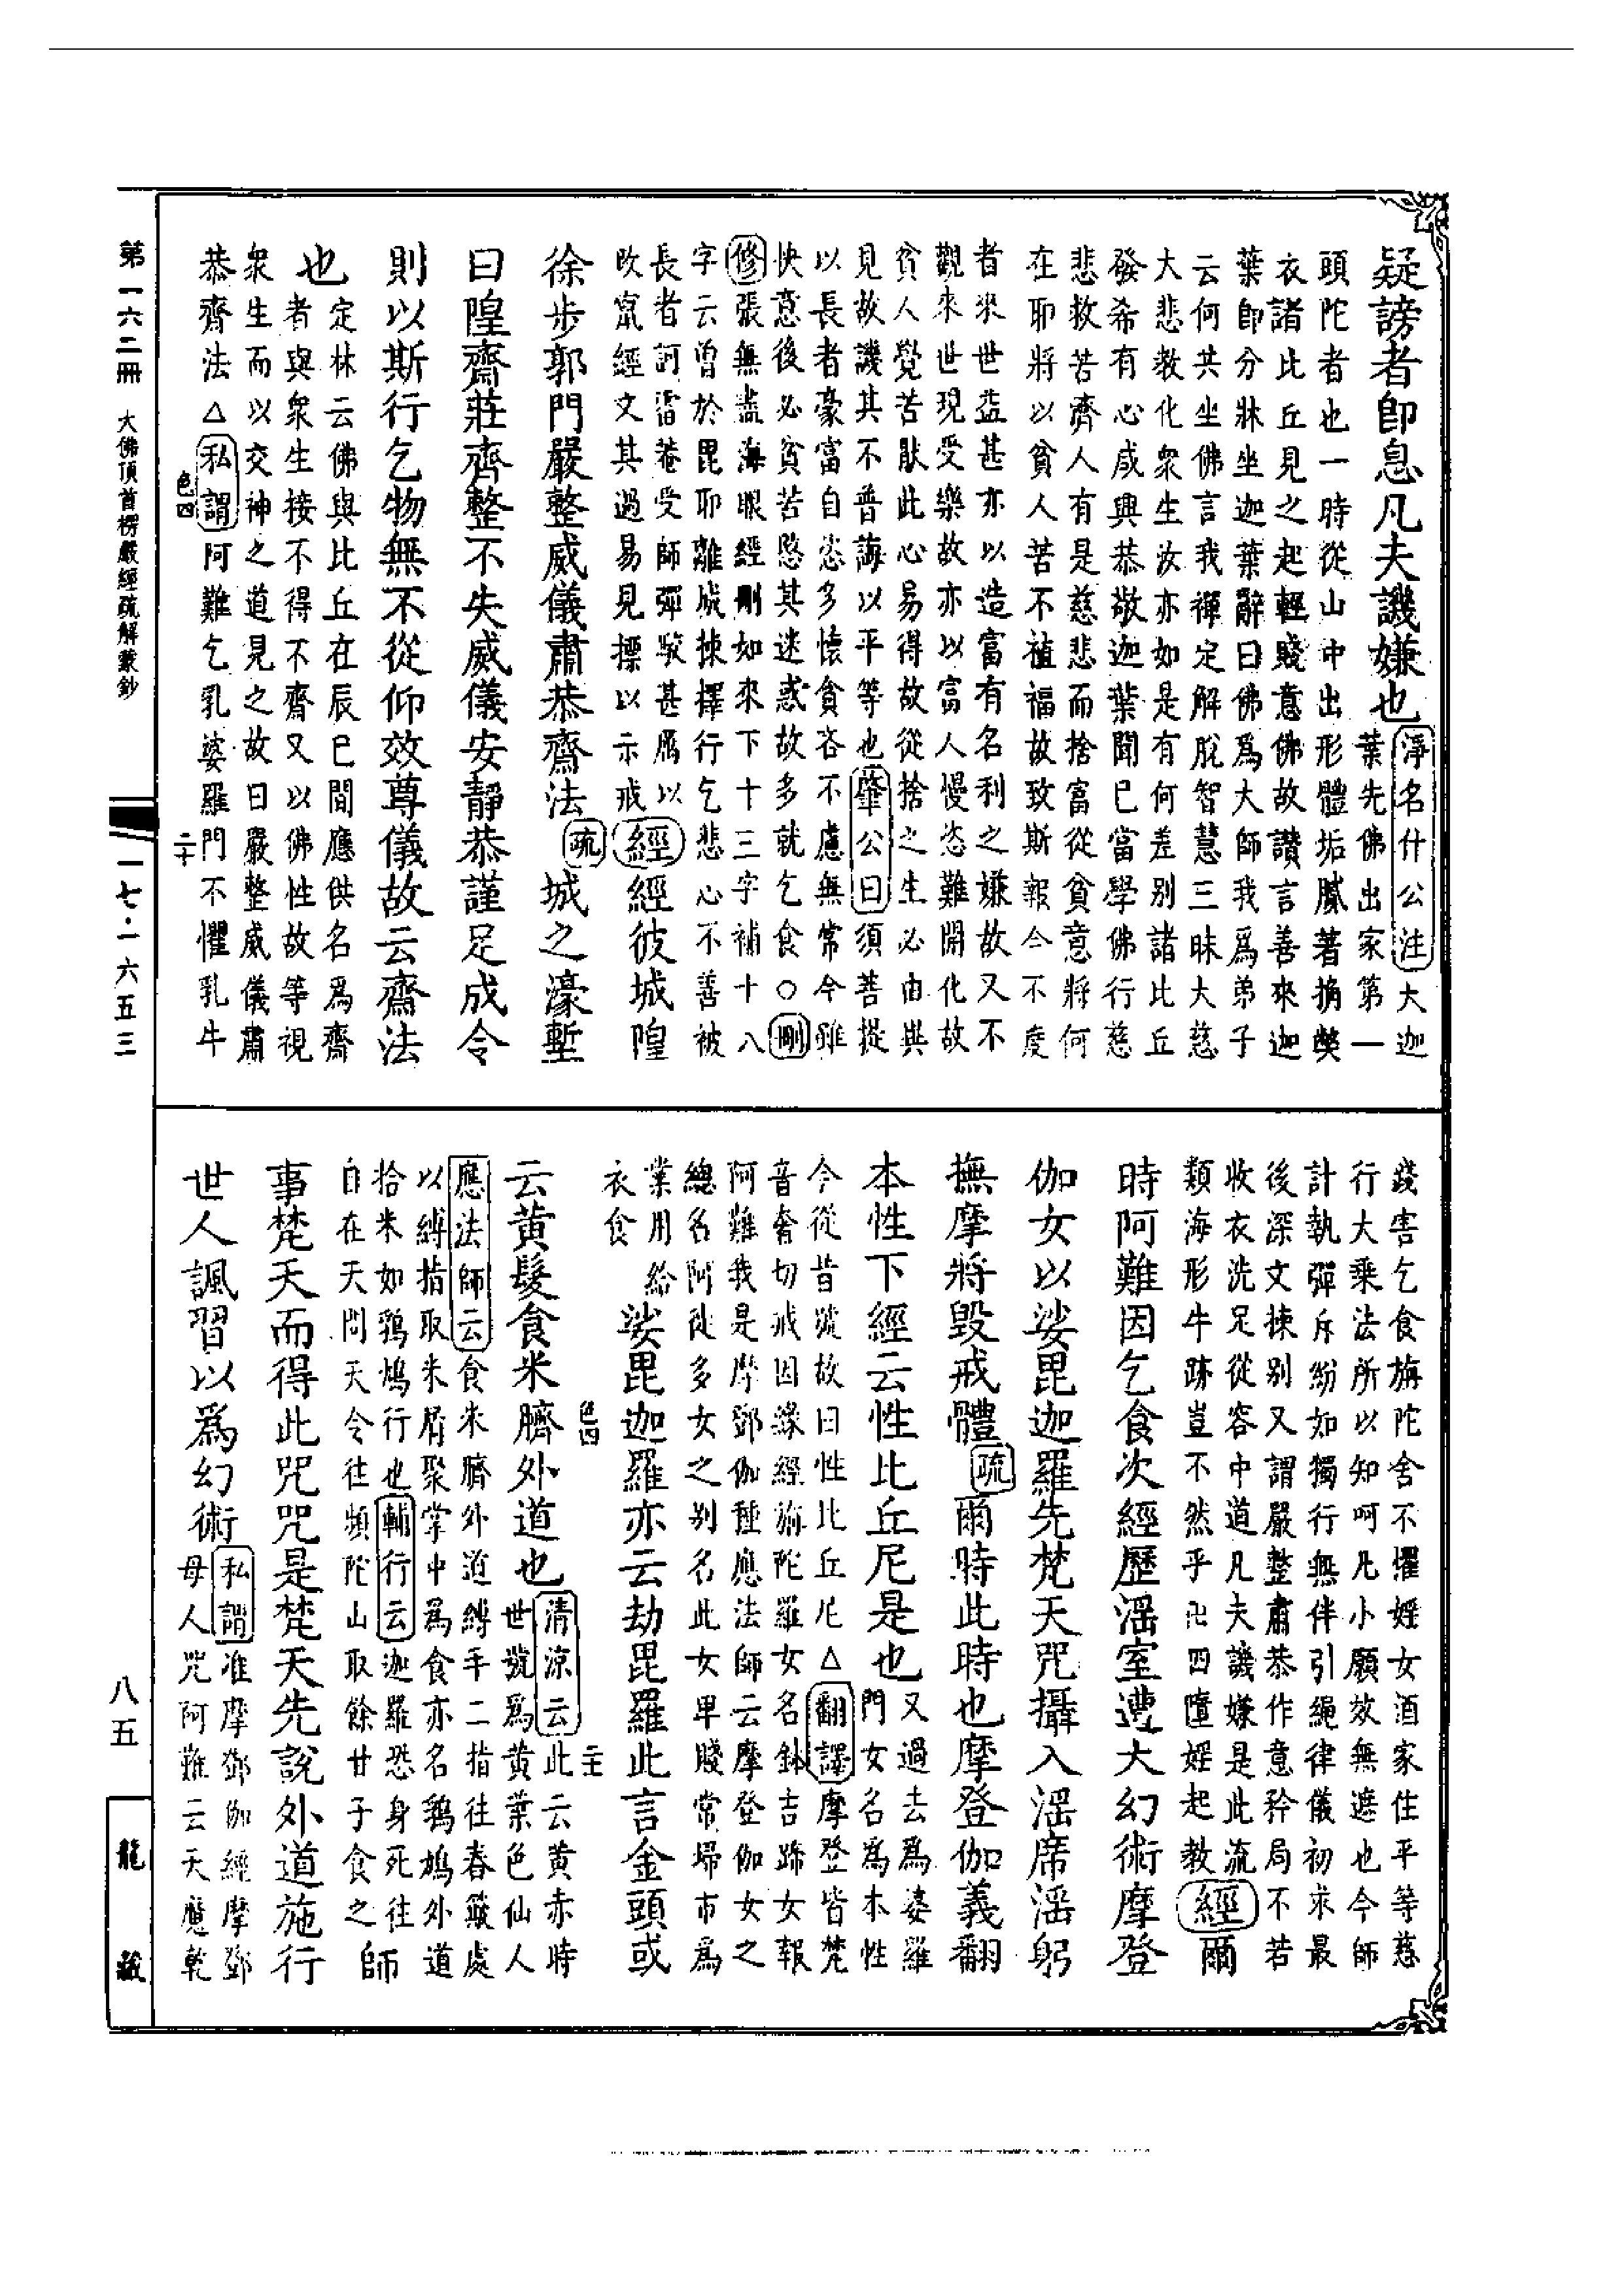 疑謗者即息凡夫譏嫌也
淨名什公注大迦
葉先佛出家第一
頭陀者也一時從山中出形體垢膩著擒獘
衣諸比丘見之起輕賤意佛故讚言善來迦
葉即分牀坐迦葉辭曰佛爲大師我爲弟子
云何共坐佛言我禪定解脫智慧三昧大慈
大悲教化衆生汝亦如是有何差别諸比丘
發希有心咸興恭敬迦葉聞已當學佛行慈
悲救苦齊人有是慈悲而捨富從貧意將何
在耶將以貧人苦不植福故致斯報今不度
者來世益甚亦以造富有名利之嫌故又不
觀來世現受樂故亦以富人慢恣難開化故
貧人覺苦猒此心易得故從捨之生必由與
見故譏其不普誨以平等也肇公曰須菩提
以長者豪富自恣多懷貧吝不慮無常今雖
快意後必貧苦愍其迷惑故多就乞食○刪
修張無盡海眼經刪如來下十三字補十八
字云曾於毘耶離城揀擇行乞悲心不善被
長者訶雷菴受師彈駮甚厲以
改竄經文其過易見摽以示戒
經經彼城隍
徐步郭門嚴整威儀肅恭齋法疏城之濠塹
曰隍齋莊齊整不失威儀安靜恭謹足成令
則以斯行乞物無不從仰效尊儀故云齋法
也
定林云佛與比丘在辰巳間應供名爲齋
者與衆生接不得不齋又以佛性故等視
衆生而以交神之道見之故曰嚴整威儀肅
恭齊法△私謂阿難乞乳婆羅門不懼乳牛
色四
二十
第一六二冊 大佛頂首楞嚴經疏解蒙鈔
一七·一六五三
踐害乞食旃陀舍不懼婬女酒家住平等慈
行大乘法所以知呵凡小願效無遮也今師
計執彈斥紛如獨行無伴引繩律儀初求最
後深文揀别又謂嚴整肅恭作意矜局不若
收衣洗足從容中道凡夫譏嫌是此流
類海形牛跡豈不然乎卍四墮婬起教
經爾
時阿難因乞食次經歷滛室遭大幻術摩登
伽女以娑毘迦羅先梵天咒攝入滛席滛躬
撫摩將毀戒體疏爾時此時也摩登伽義翻
本性下經云性比丘尼是也
又過去爲婆羅
門女名爲本性
今從昔號故曰性比丘尼△翻譯摩登皆梵
音奢切戒因緣經旃陀羅女名鉢吉蹄女報
阿難我是摩鄧伽種應法師云摩登伽女之
總名阿徒多女之别名此女卑賤常埽市爲
業用給
衣食
娑毘迦羅亦云劫毘羅此言金頭或
色四
二十一
云黃髮食米臍外道也
清涼云此云黃赤時
世號爲黃葉色仙人
應法師云食米臍外道縛手二指往春簸處
以縛指取米屑聚掌中爲食亦名鵓鳩外道
拾米如鵓鳩行也輔行云迦羅恐身死往
自在天問天令往頻陀山取餘甘子食之
師
事梵天而得此咒咒是梵天先說外道施行
世人諷習以爲幻術
私謂准摩鄧伽經摩鄧
母人咒阿難云天魔乾
八五
龍藏